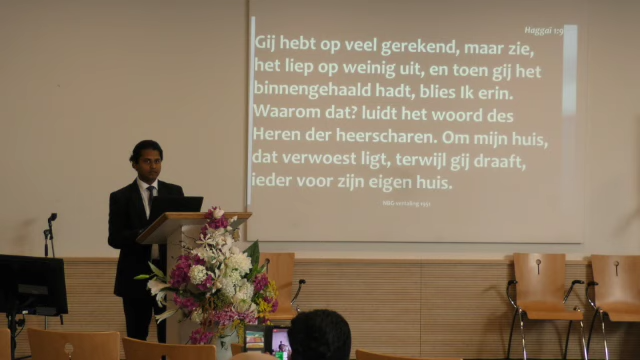 Haggaï 1:9
Gij hebt op veel gerekend, maar zie,
het liep op weinig uit, en toen gij het
binnengehaald hadt, blies Ik erin.
Waarom dat? luidt het woord des
Heren der heerscharen. Om mijn huis,
dat verwoest ligt, terwijl gij draaft,
ieder voor zijn eigen huis.
NBG-vertaling 1951